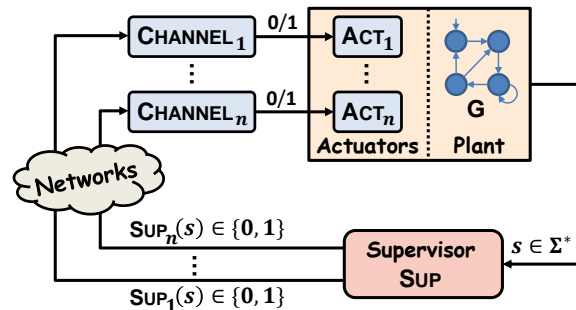 CHANNEL₁
0/1
ACT₁
⋮
⋮
CHANNELₙ
0/1
ACTₙ
G
Actuators
Plant
Networks
SUPₙ(s) ∈ {0, 1}
⋮
SUP₁(s) ∈ {0, 1}
Supervisor
SUP
s ∈ Σ*